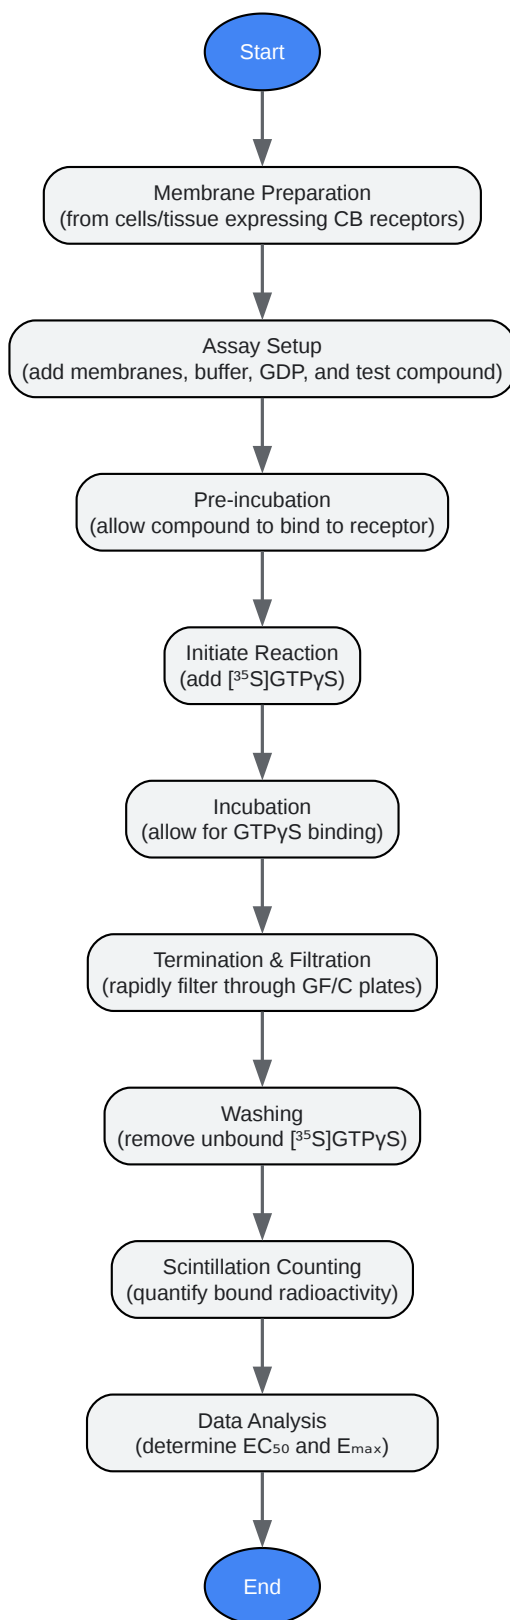 Start
Membrane Preparation
(from cells/tissue expressing CB receptors)
Assay Setup
(add membranes, buffer, GDP, and test compound)
Pre-incubation
(allow compound to bind to receptor)
Initiate Reaction
(add [³⁵S]GTPγS)
Incubation
(allow for GTPγS binding)
Termination & Filtration
(rapidly filter through GF/C plates)
Washing
(remove unbound [³⁵S]GTPγS)
Scintillation Counting
(quantify bound radioactivity)
Data Analysis
(determine EC₅₀ and Eₘₐₓ)
End